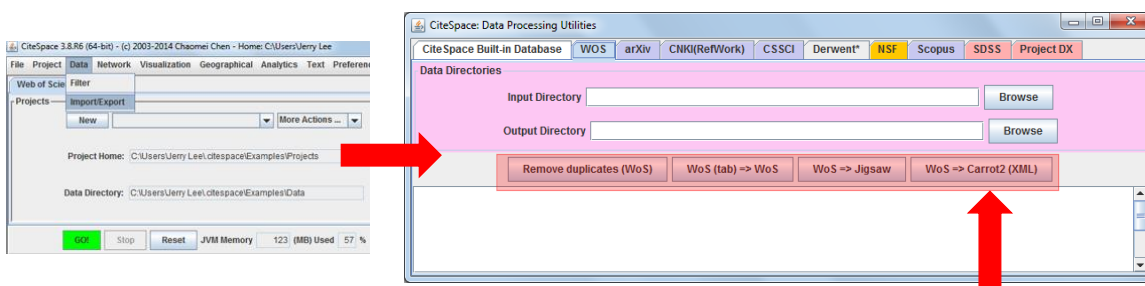 CiteSpace 3.8.R6 (64-bit) - (c) 2003-2014 Chaomei Chen - Home: C:\Users\Jerry Lee
File Project Data Network Visualization Geographical Analytics Text Preferen
Web of Scie
Filter
Import/Export
Projects
New
More Actions ...
Project Home: C:\Users\Jerry Lee\.citespace\Examples\Projects
Data Directory: C:\Users\Jerry Lee\.citespace\Examples\Data
GO! Stop Reset JVM Memory 123 (MB) Used 57 %
CiteSpace: Data Processing Utilities
CiteSpace Built-in Database WOS arXiv CNKI(RefWork) CSSCI Derwent* NSF Scopus SDSS Project DX
Data Directories
Input Directory Browse
Output Directory Browse
Remove duplicates (WoS) WoS (tab) => WoS WoS => Jigsaw WoS => Carrot2 (XML)